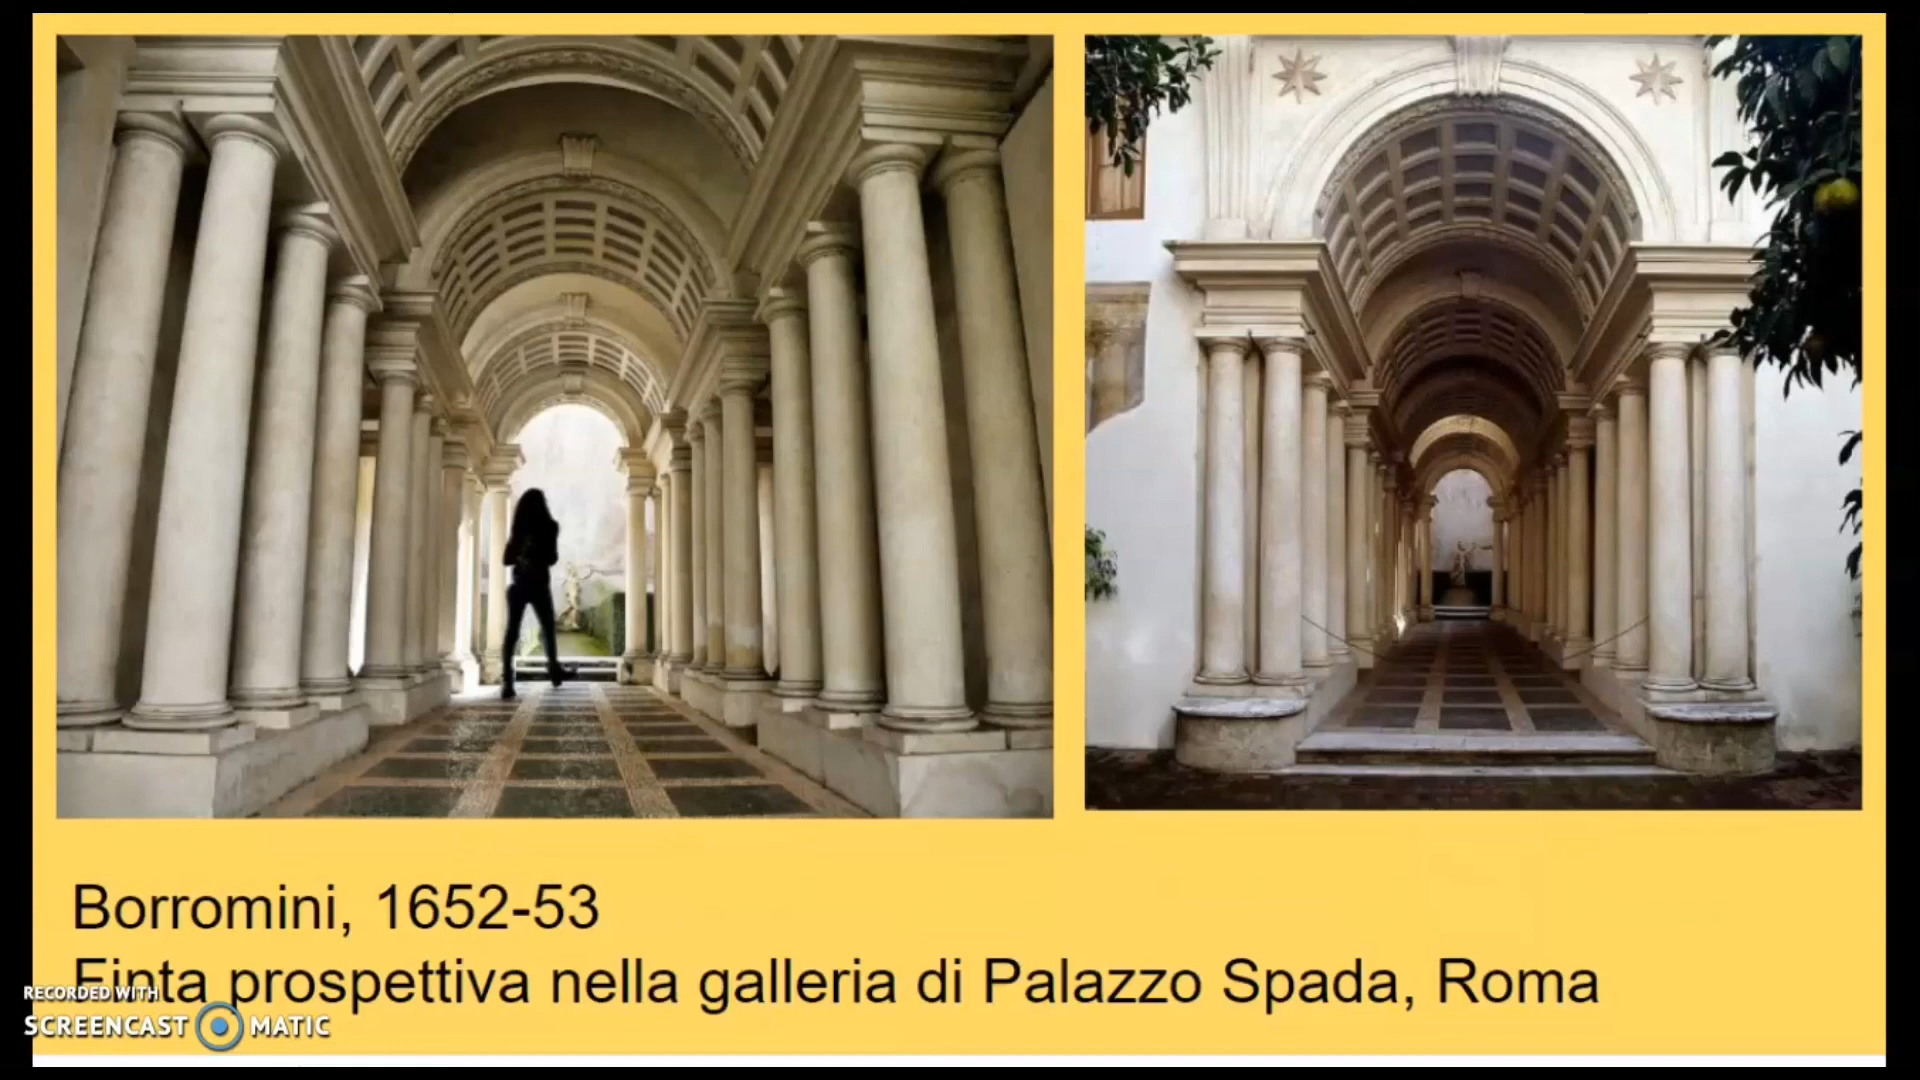 Borromini, 1652-53
Finta prospettiva nella galleria di Palazzo Spada, Roma
RECORDED WITH
SCREENCAST MATIC